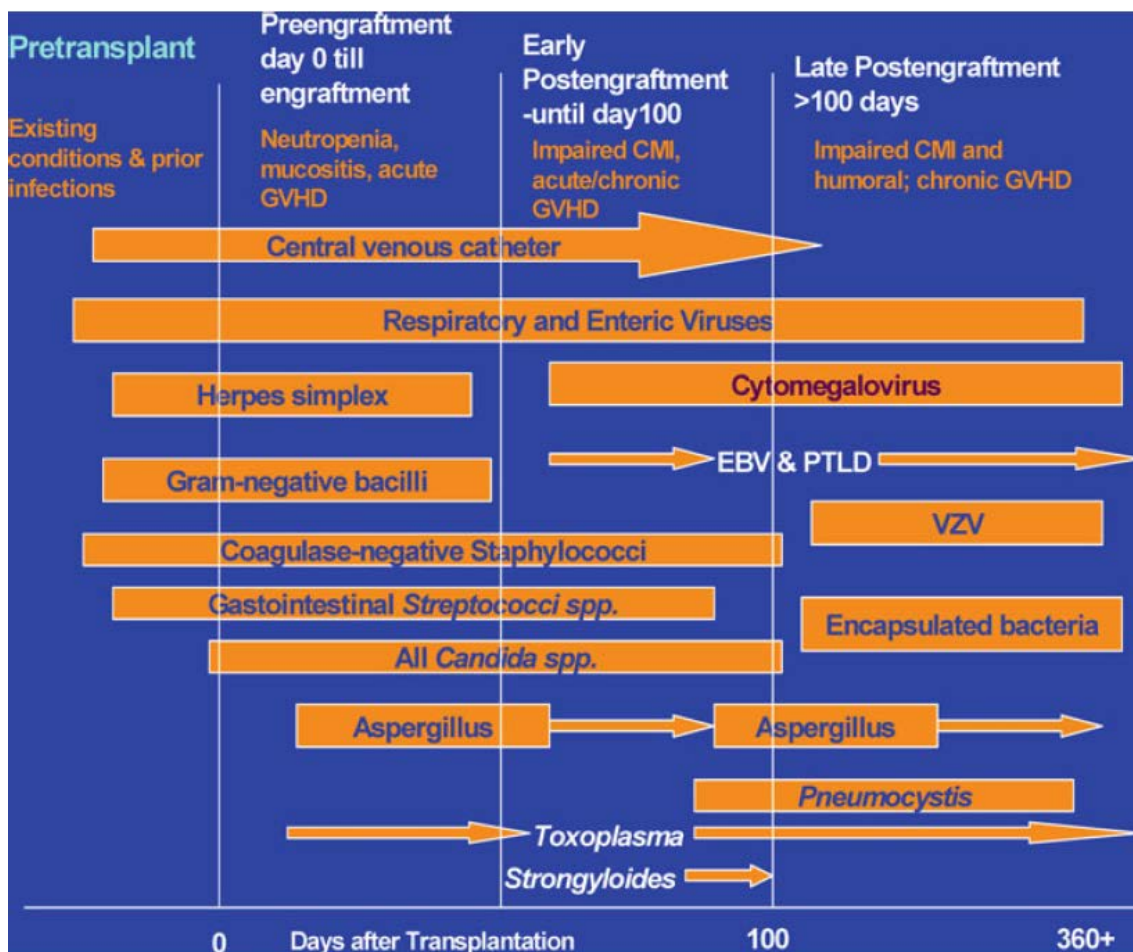 Pretransplant
Preengraftment
day 0 till
engraftment
Early
Postengraftment
-until day100
Late Postengraftment
>100 days
Existing
conditions & prior
infections
Neutropenia,
mucositis, acute
GVHD
Impaired CMI,
acute/chronic
GVHD
Impaired CMI and
humoral; chronic GVHD
Central venous catheter
Respiratory and Enteric Viruses
Herpes simplex
Cytomegalovirus
EBV & PTLD
Gram-negative bacilli
VZV
Coagulase-negative Staphylococci
Gastointestinal Streptococci spp.
Encapsulated bacteria
All Candida spp.
Aspergillus
Aspergillus
Pneumocystis
Toxoplasma
Strongyloides
0
Days after Transplantation
100
360+